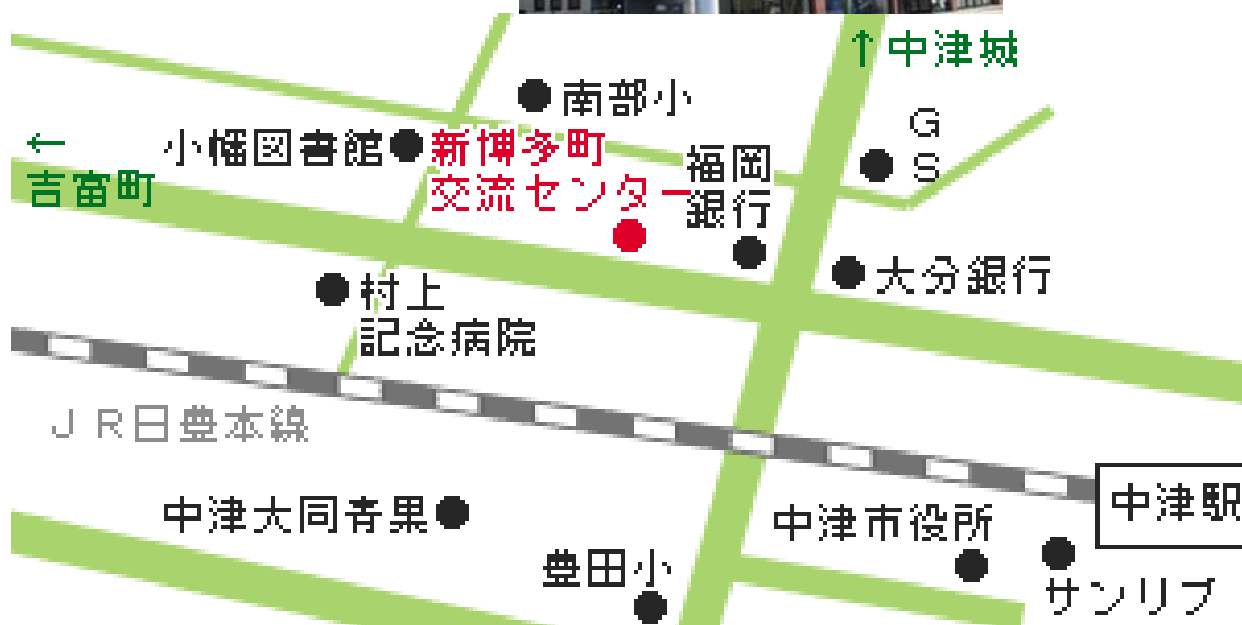 ↑中津城
南部小
G
S
小幡図書館
新博多町
交流センター
福岡
銀行
←
吉富町
大分銀行
村上
記念病院
JR日豊本線
中津駅
中津大同青果
中津市役所
豊田小
サンリブ